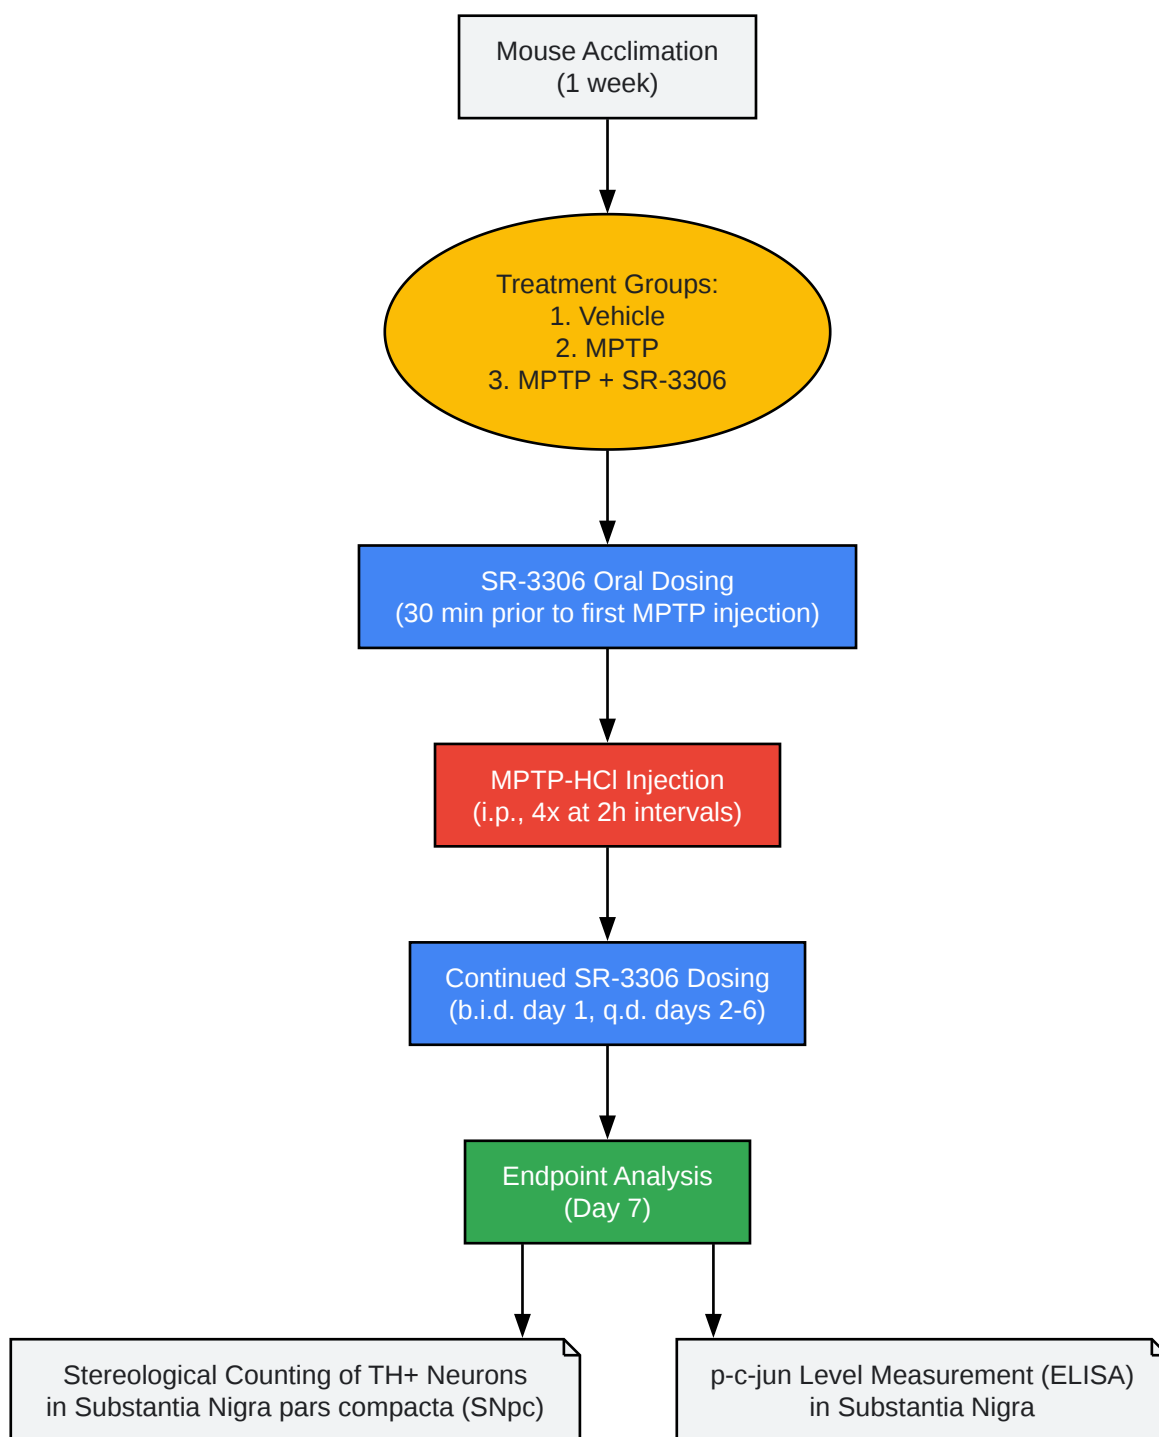 Mouse Acclimation
(1 week)
Treatment Groups:
1. Vehicle
2. MPTP
3. MPTP + SR-3306
SR-3306 Oral Dosing
(30 min prior to first MPTP injection)
MPTP-HCl Injection
(i.p., 4x at 2h intervals)
Continued SR-3306 Dosing
(b.i.d. day 1, q.d. days 2-6)
Endpoint Analysis
(Day 7)
Stereological Counting of TH+ Neurons
in Substantia Nigra pars compacta (SNpc)
p-c-jun Level Measurement (ELISA)
in Substantia Nigra